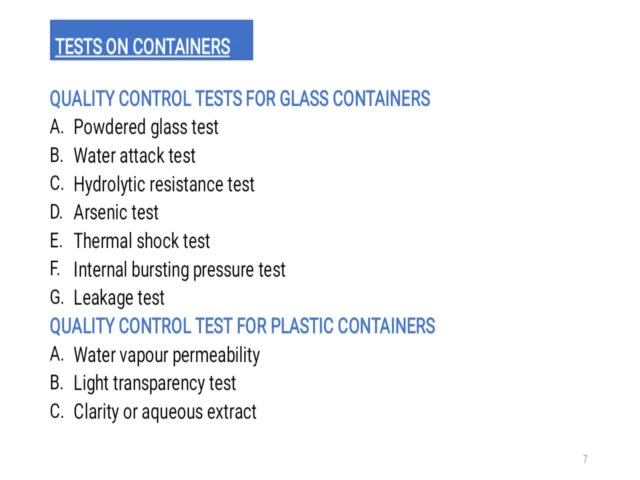 TESTS ON CONTAINERS
QUALITY CONTROL TESTS FOR GLASS CONTAINERS
A. Powdered glass test
B. Water attack test
C. Hydrolytic resistance test
D. Arsenic test
E. Thermal shock test
F. Internal bursting pressure test
G. Leakage test
QUALITY CONTROL TEST FOR PLASTIC CONTAINERS
A. Water vapour permeability
B. Light transparency test
C. Clarity or aqueous extract
7